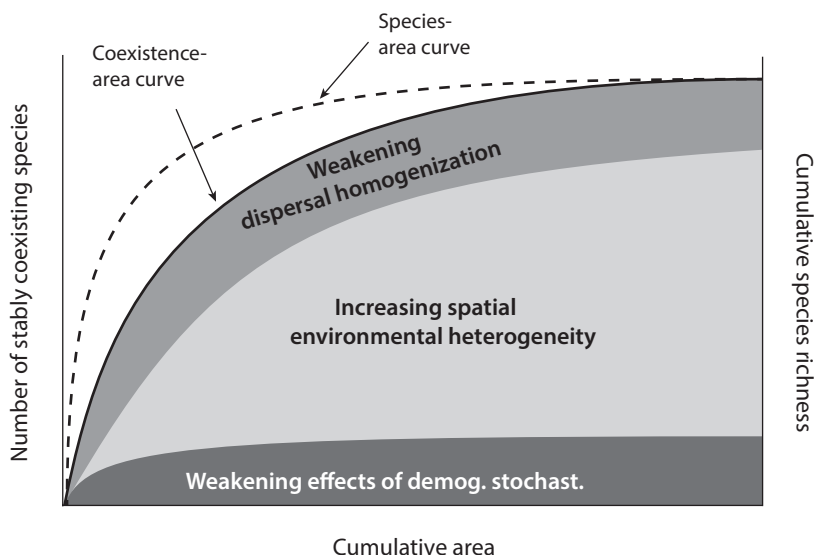 Species-
area curve
Coexistence-
area curve
Number of stably coexisting species
Weakening
dispersal homogenization
Increasing spatial
environmental heterogeneity
Weakening effects of demog. stochast.
Cumulative species richness
Cumulative area